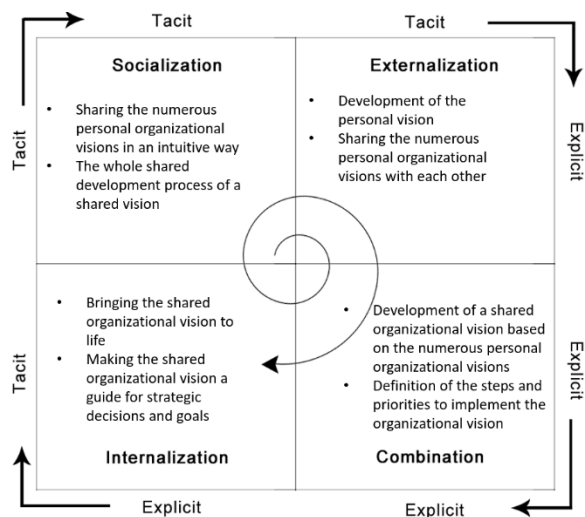 Tacit
Tacit
Tacit
Explicit
Socialization
• Sharing the numerous
personal organizational
visions in an intuitive way
• The whole shared
development process of a
shared vision
Externalization
• Development of the
personal vision
• Sharing the numerous
personal organizational
visions with each other
Tacit
Explicit
• Bringing the shared
organizational vision to
life
• Making the shared
organizational vision a
guide for strategic
decisions and goals
Internalization
• Development of a shared
organizational vision based
on the numerous personal
organizational visions
• Definition of the steps and
priorities to implement the
organizational vision
Combination
Explicit
Explicit